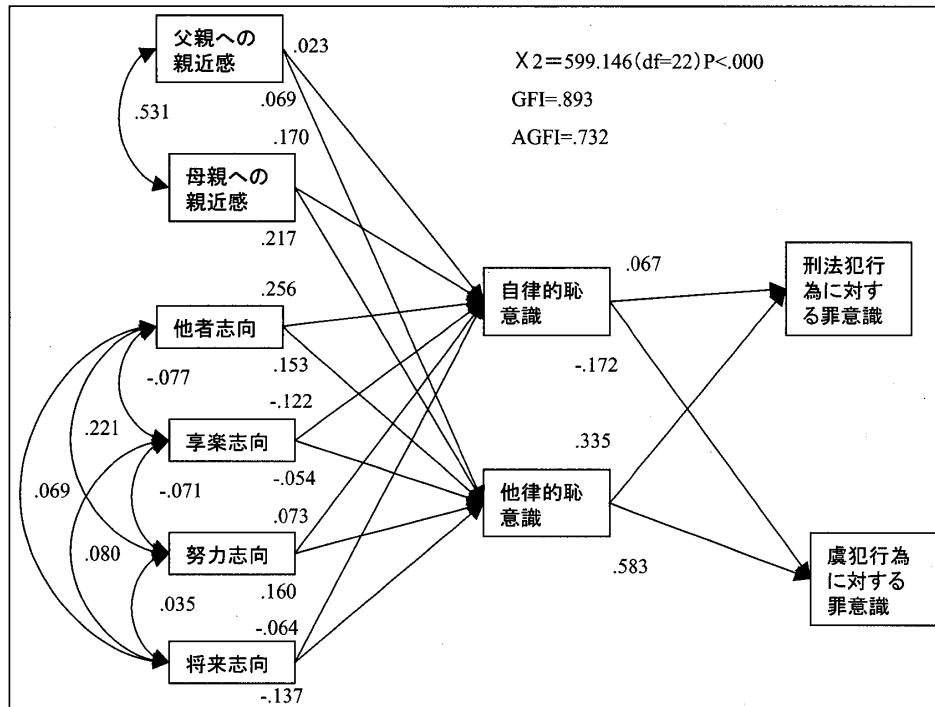 父親への
親近感
.023
Χ2＝599.146(df=22)P<.000
GFI=.893
AGFI=.732
.069
.531
.170
母親への
親近感
.217
.256
他者志向
.153
-.077
-.122
.221
享楽志向
-.054
.069
-.071
.073
.080
努力志向
.160
.035
-.064
将来志向
-.137
自律的恥
意識
.067
-.172
他律的恥
意識
.335
.583
刑法犯行
為に対す
る罪意識
虞犯行為
に対する
罪意識